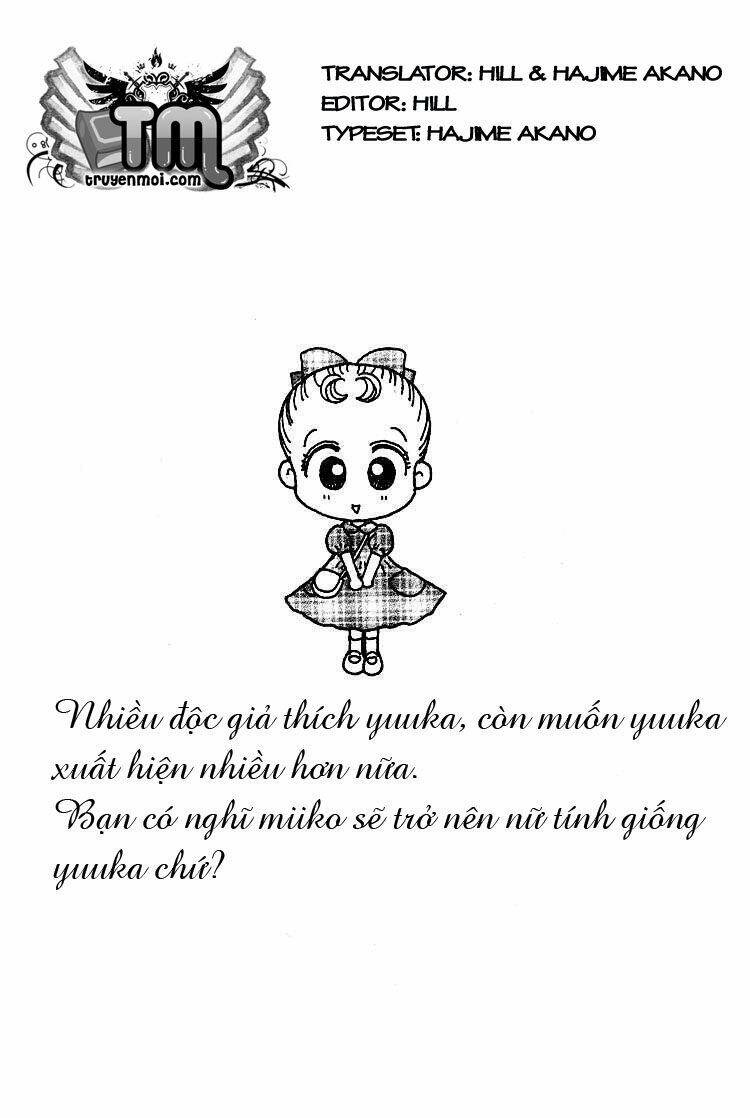 TRANSLATOR: HILL & HAJIME AKANO
EDITOR: HILL
TYPESET: HAJIME AKANO
TM
truyenmoi.com
Nhiều độc giả thích yuuka, còn muốn yuuka
xuất hiện nhiều hơn nữa.
Bạn có nghĩ miiko sẽ trở nên nữ tính giống
yuuka chứ?